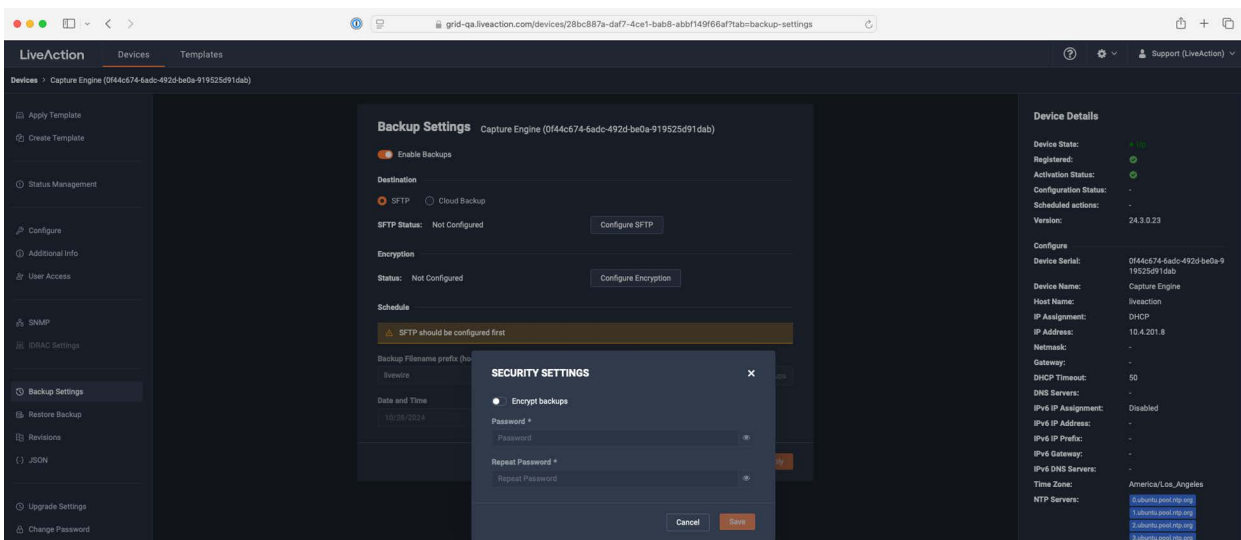 grid-qa.liveaction.com/devices/28bc887a-daf7-4ce1-bab8-abbf149f66af?tab=backup-settings
LiveAction
Devices
Templates
Support (LiveAction)
Devices > Capture Engine (0f44c674-6adc-492d-be0a-919525d91dab)
Apply Template
Create Template
Status Management
Configure
Additional Info
User Access
SNMP
iDRAC Settings
Backup Settings
Restore Backup
Revisions
JSON
Upgrade Settings
Change Password
Backup Settings Capture Engine (0f44c674-6adc-492d-be0a-919525d91dab)
Enable Backups
Destination
SFTP Cloud Backup
SFTP Status: Not Configured Configure SFTP
Encryption
Status: Not Configured Configure Encryption
Schedule
SFTP should be configured first
Backup Filename prefix
livewire
Date and Time
10/28/2024
SECURITY SETTINGS
Encrypt backups
Password *
Password
Repeat Password *
Repeat Password
Cancel Save
Device Details
Device State: Up
Registered:
Activation Status:
Configuration Status: -
Scheduled actions: -
Version: 24.3.0.23
Configure
Device Serial: 0f44c674-6adc-492d-be0a-9
19525d91dab
Device Name: Capture Engine
Host Name: liveaction
IP Assignment: DHCP
IP Address: 10.4.201.8
Netmask: -
Gateway: -
DHCP Timeout: 50
DNS Servers: -
IPv6 IP Assignment: Disabled
IPv6 IP Address: -
IPv6 IP Prefix: -
IPv6 Gateway: -
IPv6 DNS Servers: -
Time Zone: America/Los_Angeles
NTP Servers: 0.ubuntu.pool.ntp.org
1.ubuntu.pool.ntp.org
2.ubuntu.pool.ntp.org